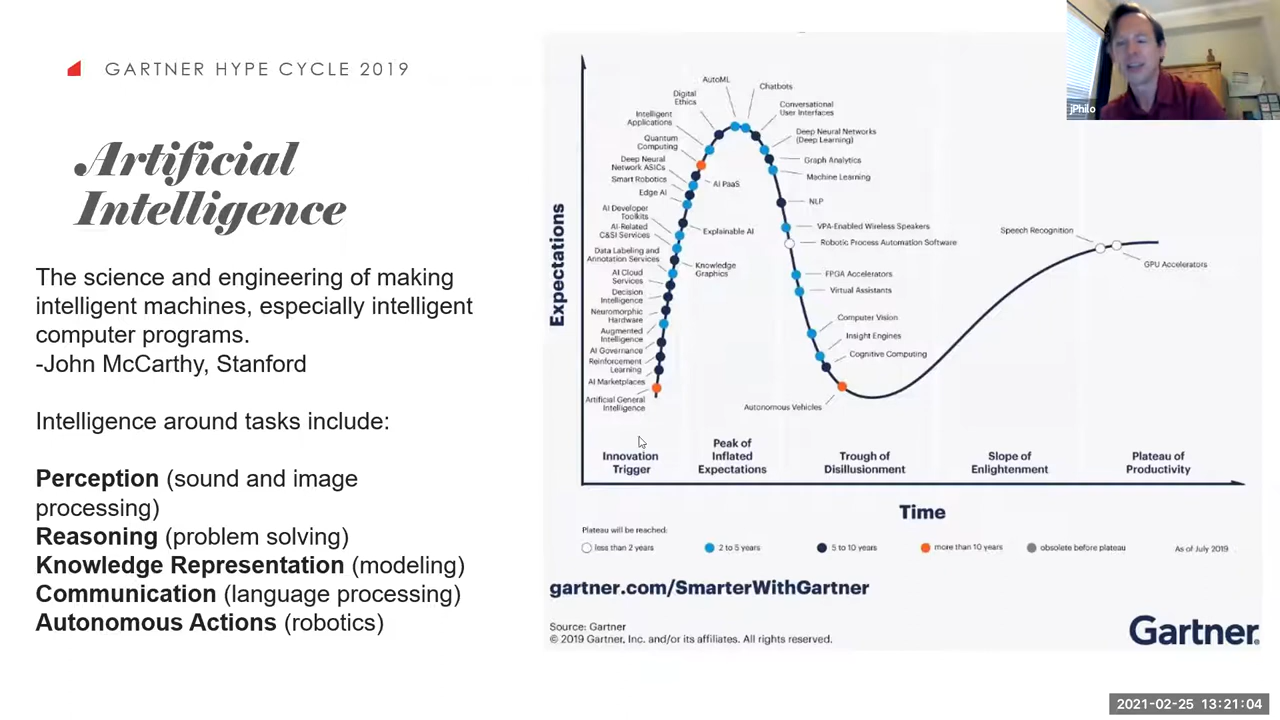 GARTNER HYPE CYCLE 2019
Artificial
Intelligence
The science and engineering of making
intelligent machines, especially intelligent
computer programs.
-John McCarthy, Stanford
Intelligence around tasks include:
Perception (sound and image
processing)
Reasoning (problem solving)
Knowledge Representation (modeling)
Communication (language processing)
Autonomous Actions (robotics)
Expectations
AutoML
Chatbots
Digital
Ethics
Conversational
User Interfaces
Intelligent
Applications
Deep Neural Networks
(Deep Learning)
Quantum
Computing
Graph Analytics
Deep Neural
Network ASICs
Machine Learning
Smart Robotics
AI PaaS
Edge AI
NLP
AI Developer
Toolkits
VPA-Enabled Wireless Speakers
AI-Related
C&SI Services
Explainable AI
Robotic Process Automation Software
Data Labeling and
Annotation Services
Knowledge
Graphics
AI Cloud
Services
FPGA Accelerators
Decision
Intelligence
Virtual Assistants
Neuromorphic
Hardware
Computer Vision
Augmented
Intelligence
Insight Engines
AI Governance
Cognitive Computing
Reinforcement
Learning
AI Marketplaces
Artificial General
Intelligence
Autonomous Vehicles
Speech Recognition
GPU Accelerators
Innovation
Trigger
Peak of
Inflated
Expectations
Trough of
Disillusionment
Slope of
Enlightenment
Plateau of
Productivity
Time
Plateau will be reached:
less than 2 years
2 to 5 years
5 to 10 years
more than 10 years
obsolete before plateau
As of July 2019
gartner.com/SmarterWithGartner
Source: Gartner
© 2019 Gartner, Inc. and/or its affiliates. All rights reserved.
Gartner®
jPhilo
2021-02-25 13:21:04